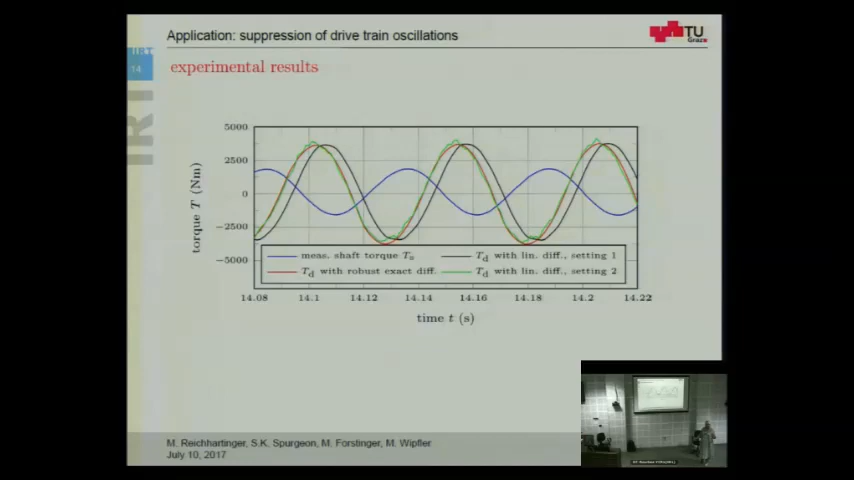 Application: suppression of drive train oscillations
TU
Graz
IRT
14
IRT
experimental results
5000
2500
0
−2500
−5000
torque T (Nm)
meas. shaft torque Ts
Td with lin. diff., setting 1
Td with robust exact diff.
Td with lin. diff., setting 2
14.08 14.1 14.12 14.14 14.16 14.18 14.2 14.22
time t (s)
M. Reichhartinger, S.K. Spurgeon, M. Forstinger, M. Wipfler
July 10, 2017